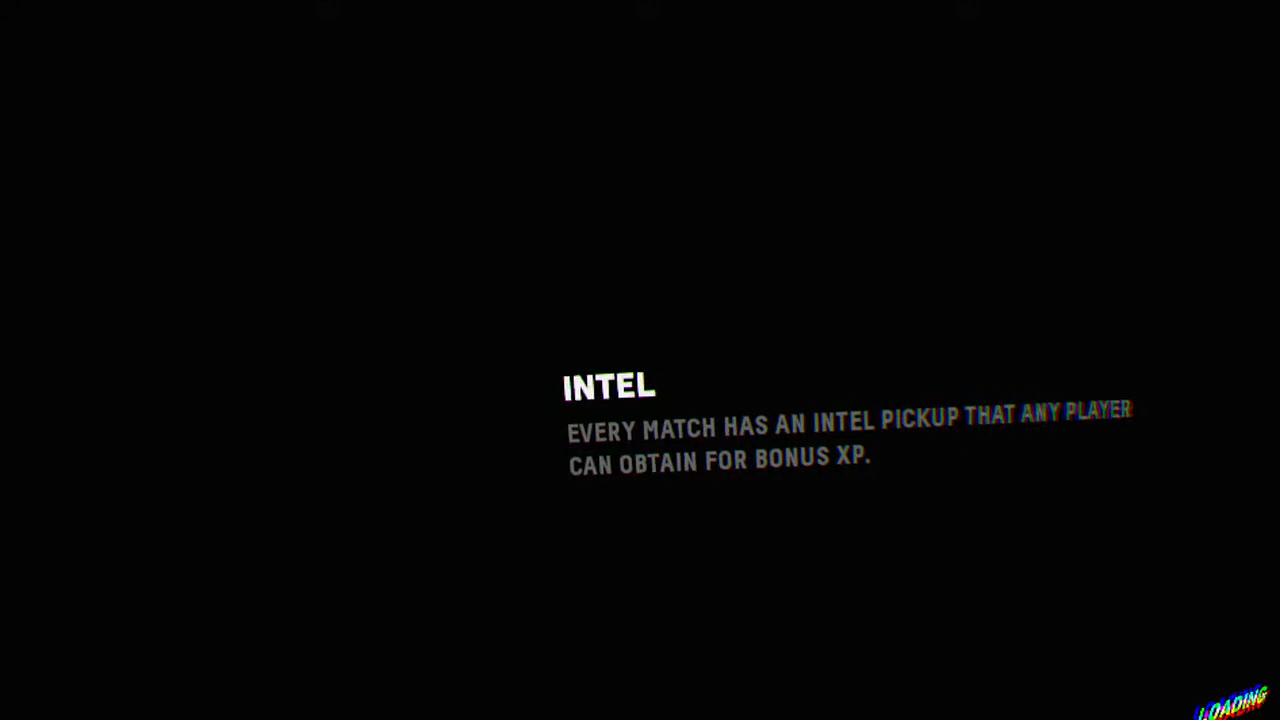 INTEL
EVERY MATCH HAS AN INTEL PICKUP THAT ANY PLAYER
CAN OBTAIN FOR BONUS XP.
LOADING